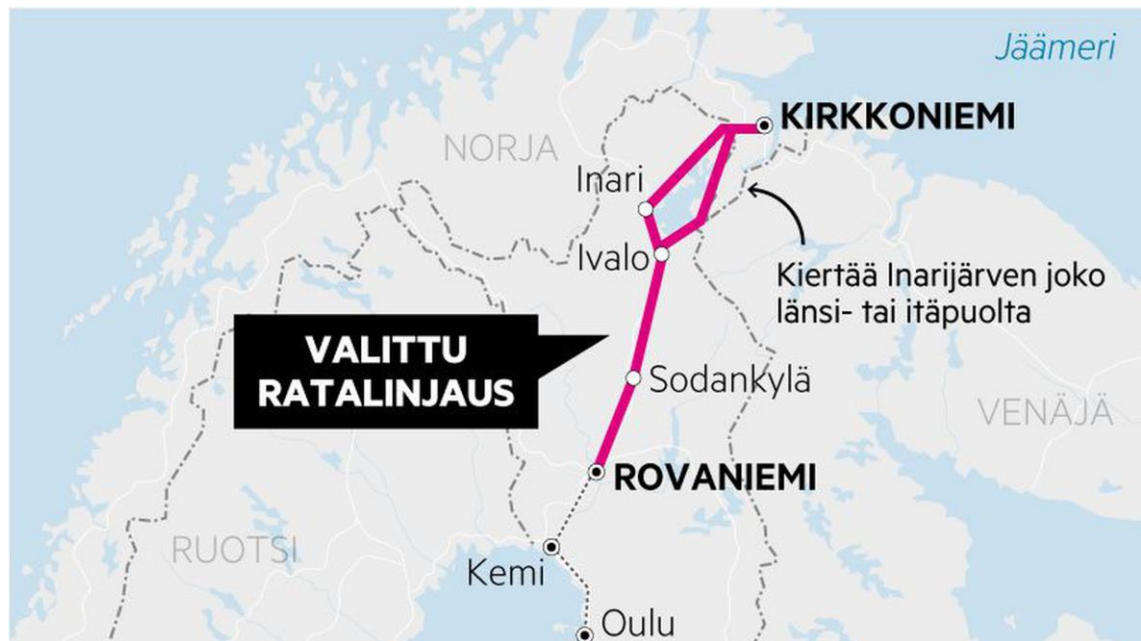 Jäämeri
KIRKKONIEMI
NORJA
Inari
Ivalo
Kiertää Inarijärven joko
länsi- tai itäpuolta
VALITTU
RATALINJAUS
Sodankylä
VENÄJÄ
ROVANIEMI
RUOTSI
Kemi
Oulu